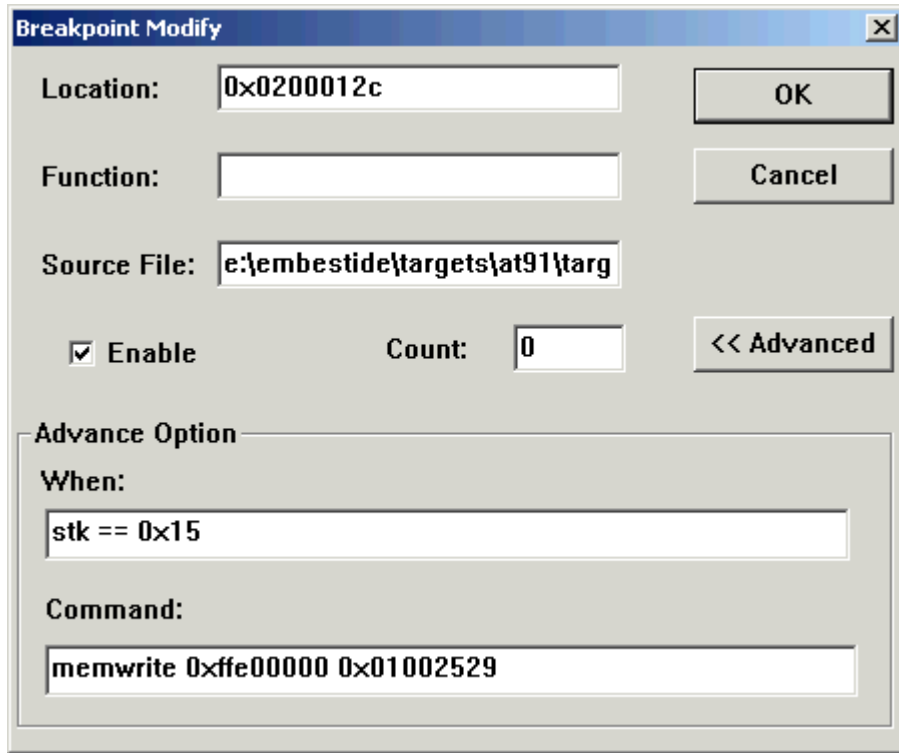 Breakpoint Modify
Location: 0x0200012c OK
Function: Cancel
Source File: e:\embestide\targets\at91\targ
Enable Count: 0 << Advanced
Advance Option
When:
stk == 0x15
Command:
memwrite 0xffe00000 0x01002529